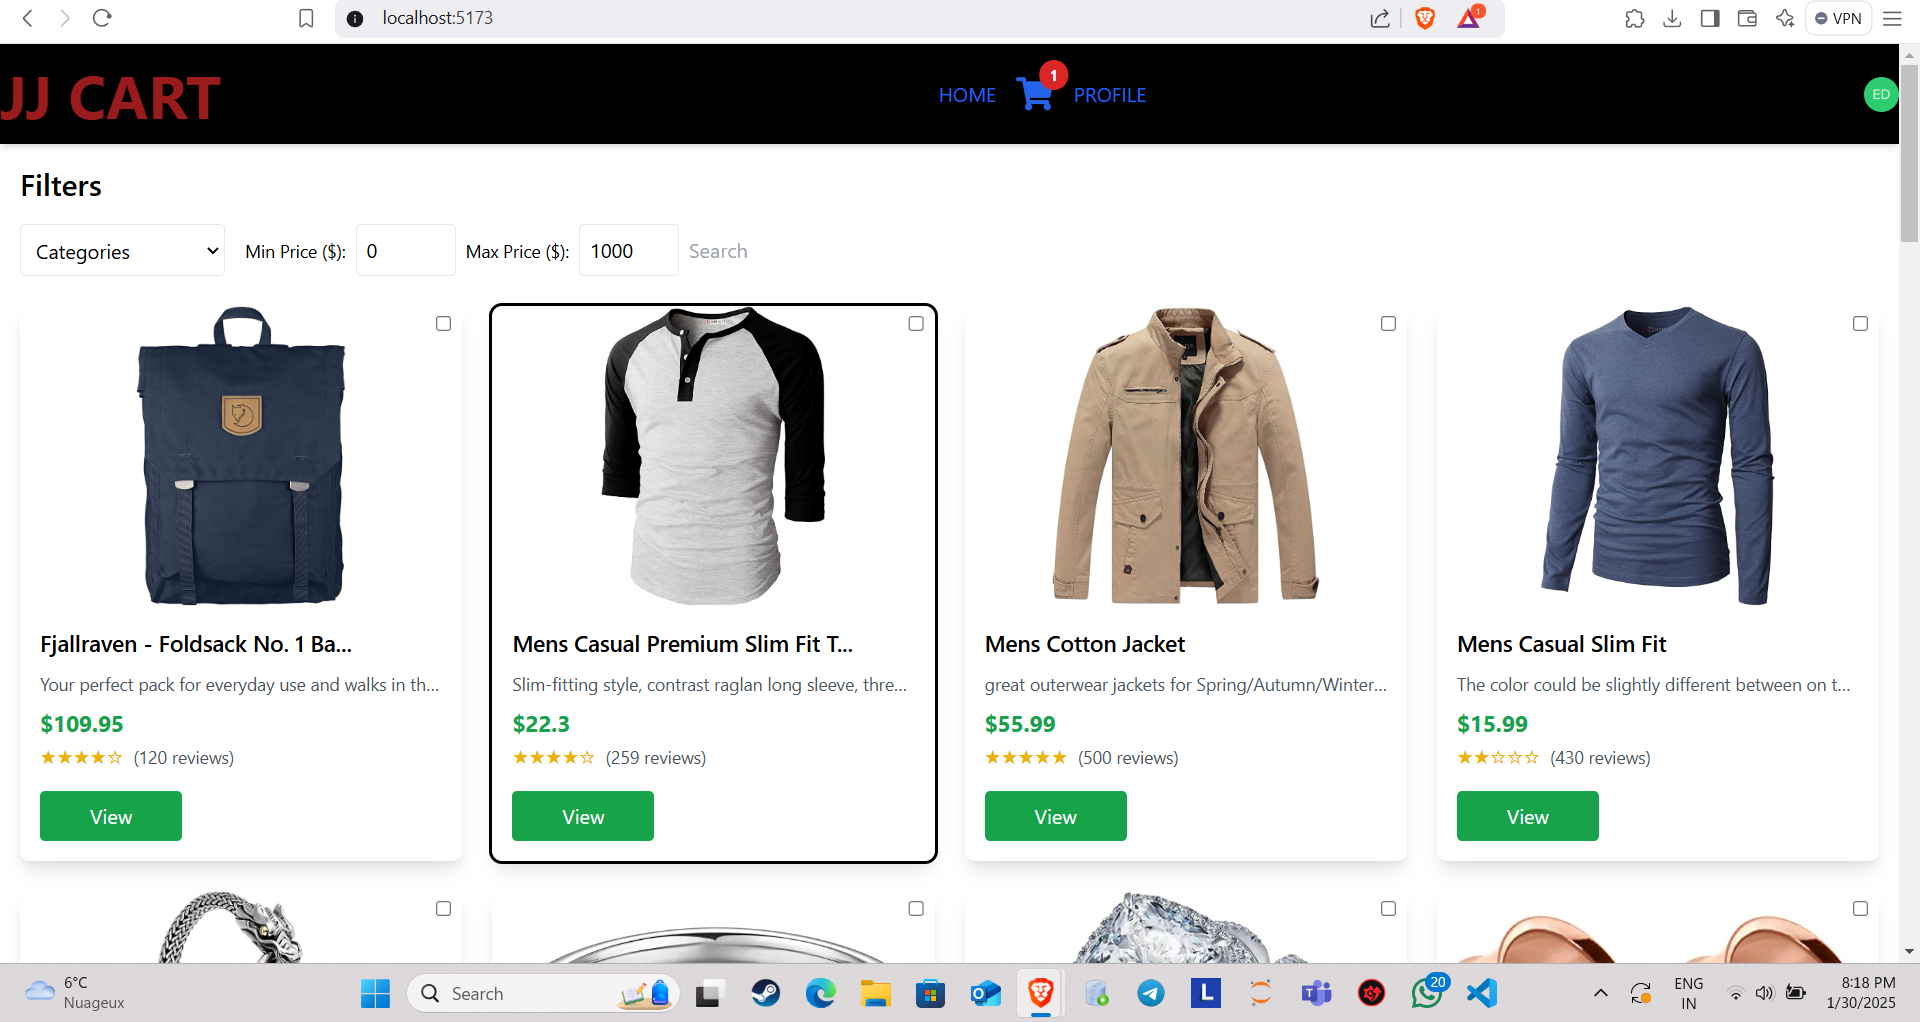 localhost:5173
1
VPN
JJ CART
HOME
1
PROFILE
ED
Filters
Categories
Min Price ($):
0
Max Price ($):
1000
Search
Fjallraven - Foldsack No. 1 Ba...
Your perfect pack for everyday use and walks in th...
$109.95
★★★★☆ (120 reviews)
View
Mens Casual Premium Slim Fit T...
Slim-fitting style, contrast raglan long sleeve, thre...
$22.3
★★★★☆ (259 reviews)
View
Mens Cotton Jacket
great outerwear jackets for Spring/Autumn/Winter...
$55.99
★★★★★ (500 reviews)
View
Mens Casual Slim Fit
The color could be slightly different between on t...
$15.99
★★☆☆☆ (430 reviews)
View
6°C
Nuageux
Search
L
20
ENG
IN
8:18 PM
1/30/2025